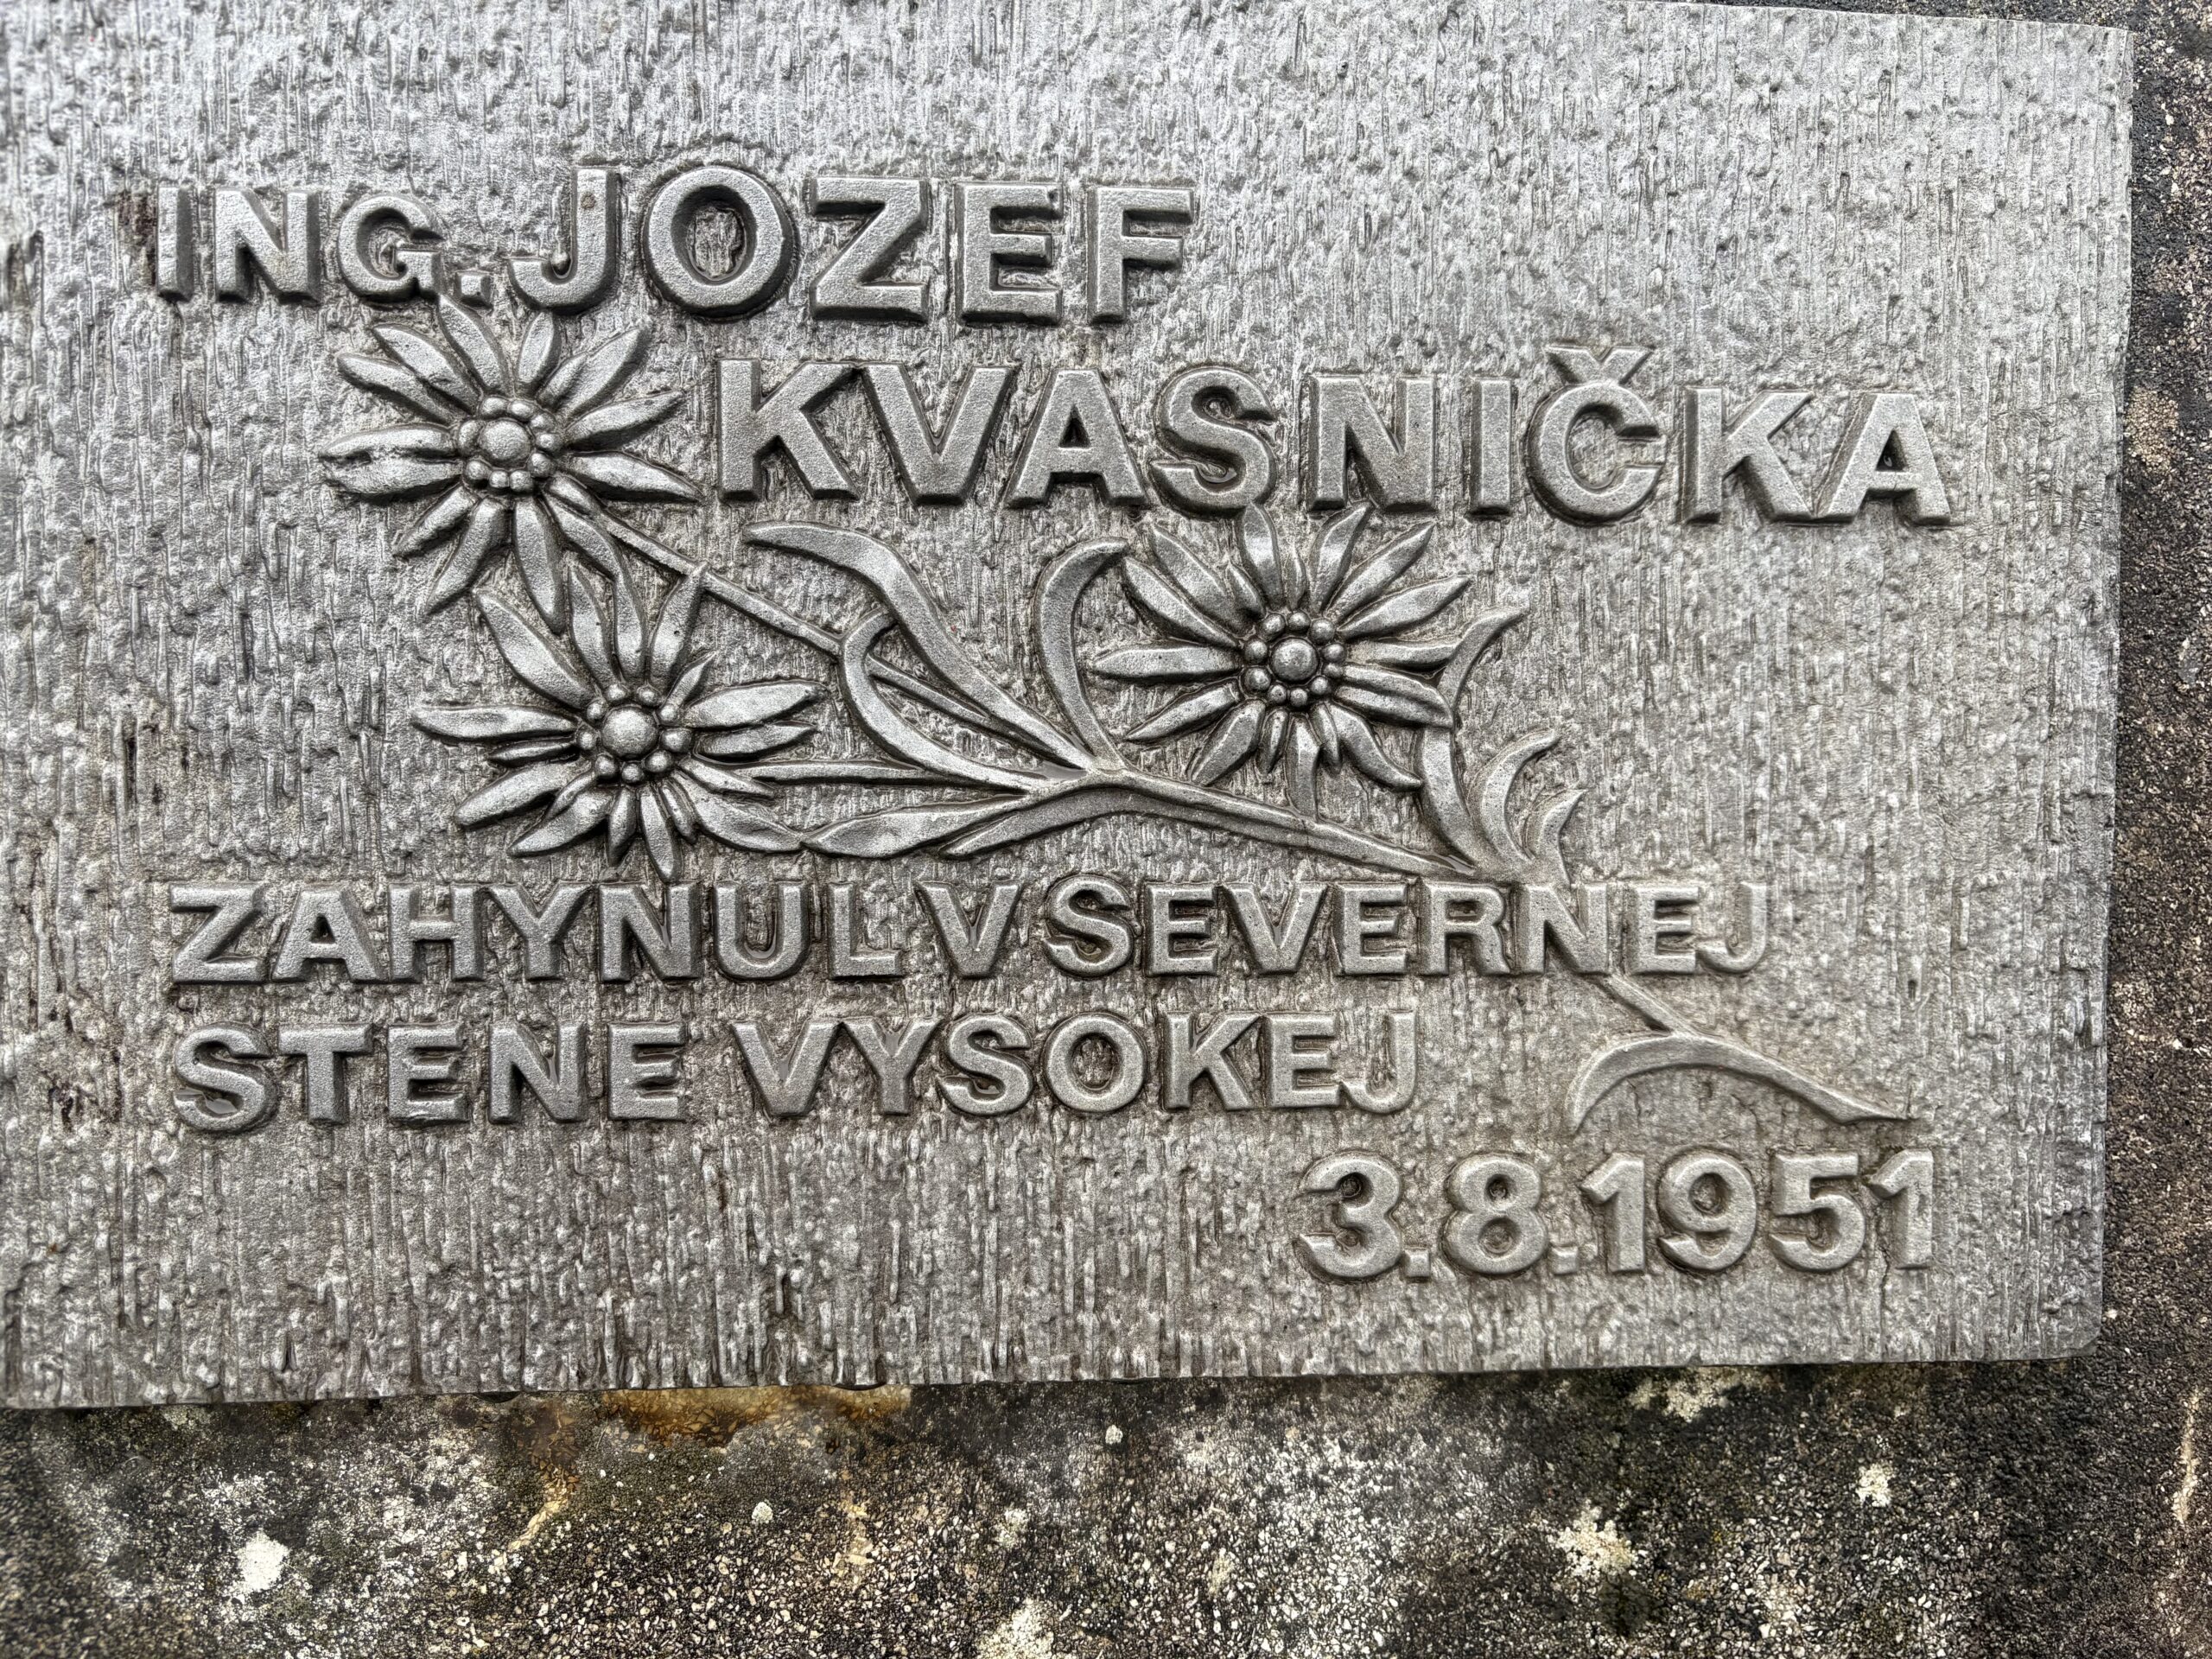 ING. JOZEF
KVASNIČKA
ZAHYNUL V SEVERNEJ
STENE VYSOKEJ
3.8.1951